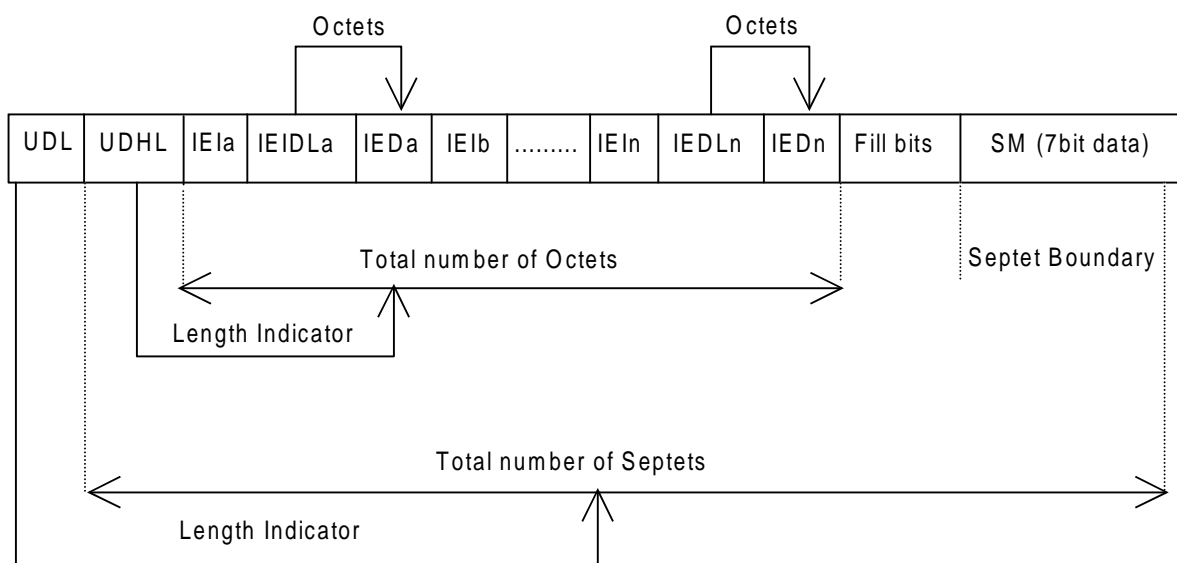 Octets Octets
UDL UDHL IEIa IEIDLa IEDa IEIb ......... IEIn IEDLn IEDn Fill bits SM (7bit data)
Total number of Octets
Septet Boundary
Length Indicator
Total number of Septets
Length Indicator